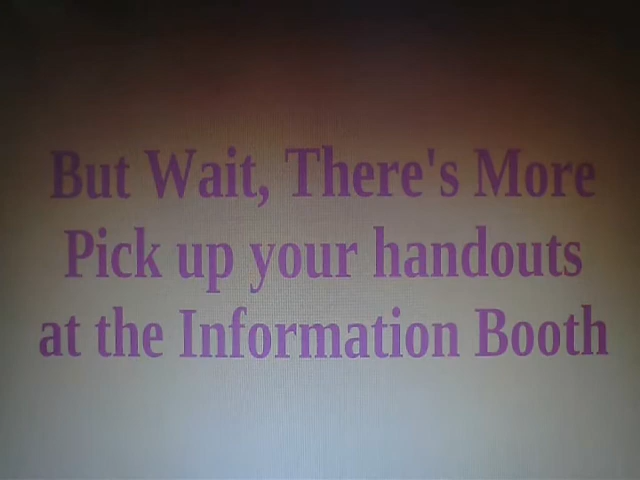 But Wait, There's More
Pick up your handouts
at the Information Booth